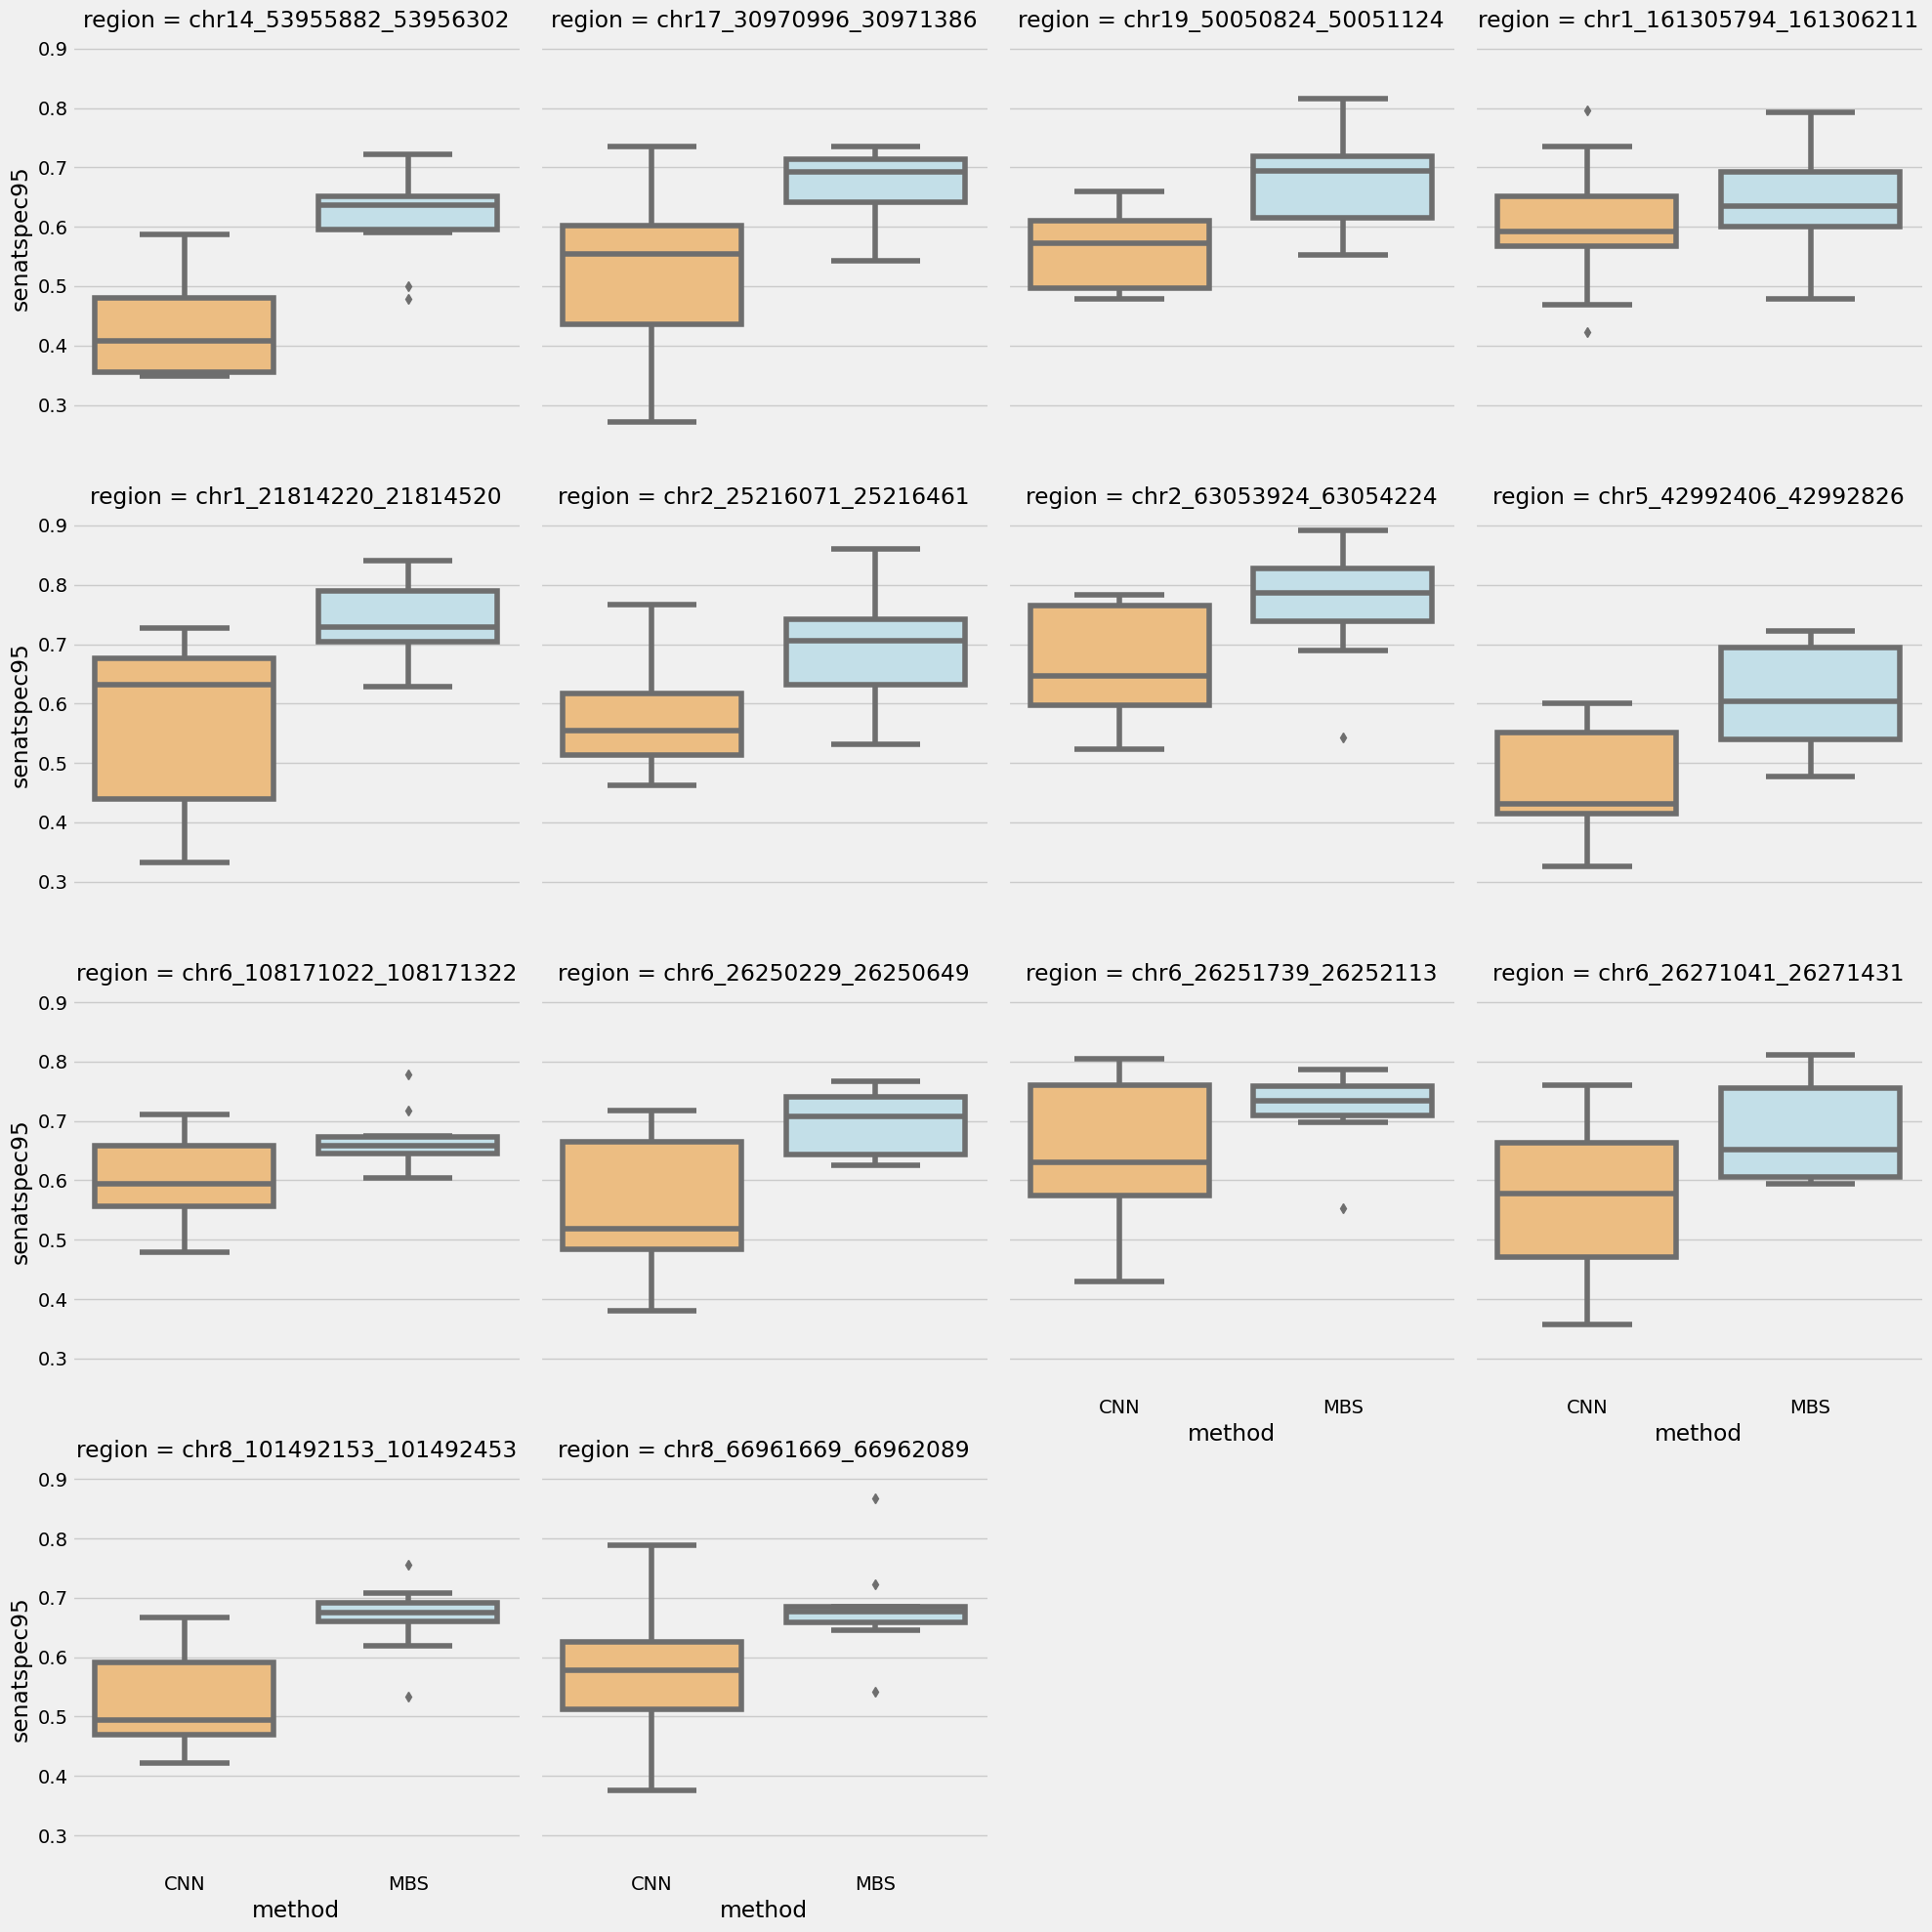 region = chr14_53955882_53956302
region = chr17_30970996_30971386
region = chr19_50050824_50051124
region = chr1_161305794_161306211
0.9
0.8
0.7
0.6
0.5
0.4
0.3
senatspec95
region = chr1_21814220_21814520
region = chr2_25216071_25216461
region = chr2_63053924_63054224
region = chr5_42992406_42992826
0.9
0.8
0.7
0.6
0.5
0.4
0.3
senatspec95
region = chr6_108171022_108171322
region = chr6_26250229_26250649
region = chr6_26251739_26252113
region = chr6_26271041_26271431
0.9
0.8
0.7
0.6
0.5
0.4
0.3
senatspec95
CNN MBS
method
CNN MBS
method
region = chr8_101492153_101492453
region = chr8_66961669_66962089
0.9
0.8
0.7
0.6
0.5
0.4
0.3
senatspec95
CNN MBS
method
CNN MBS
method